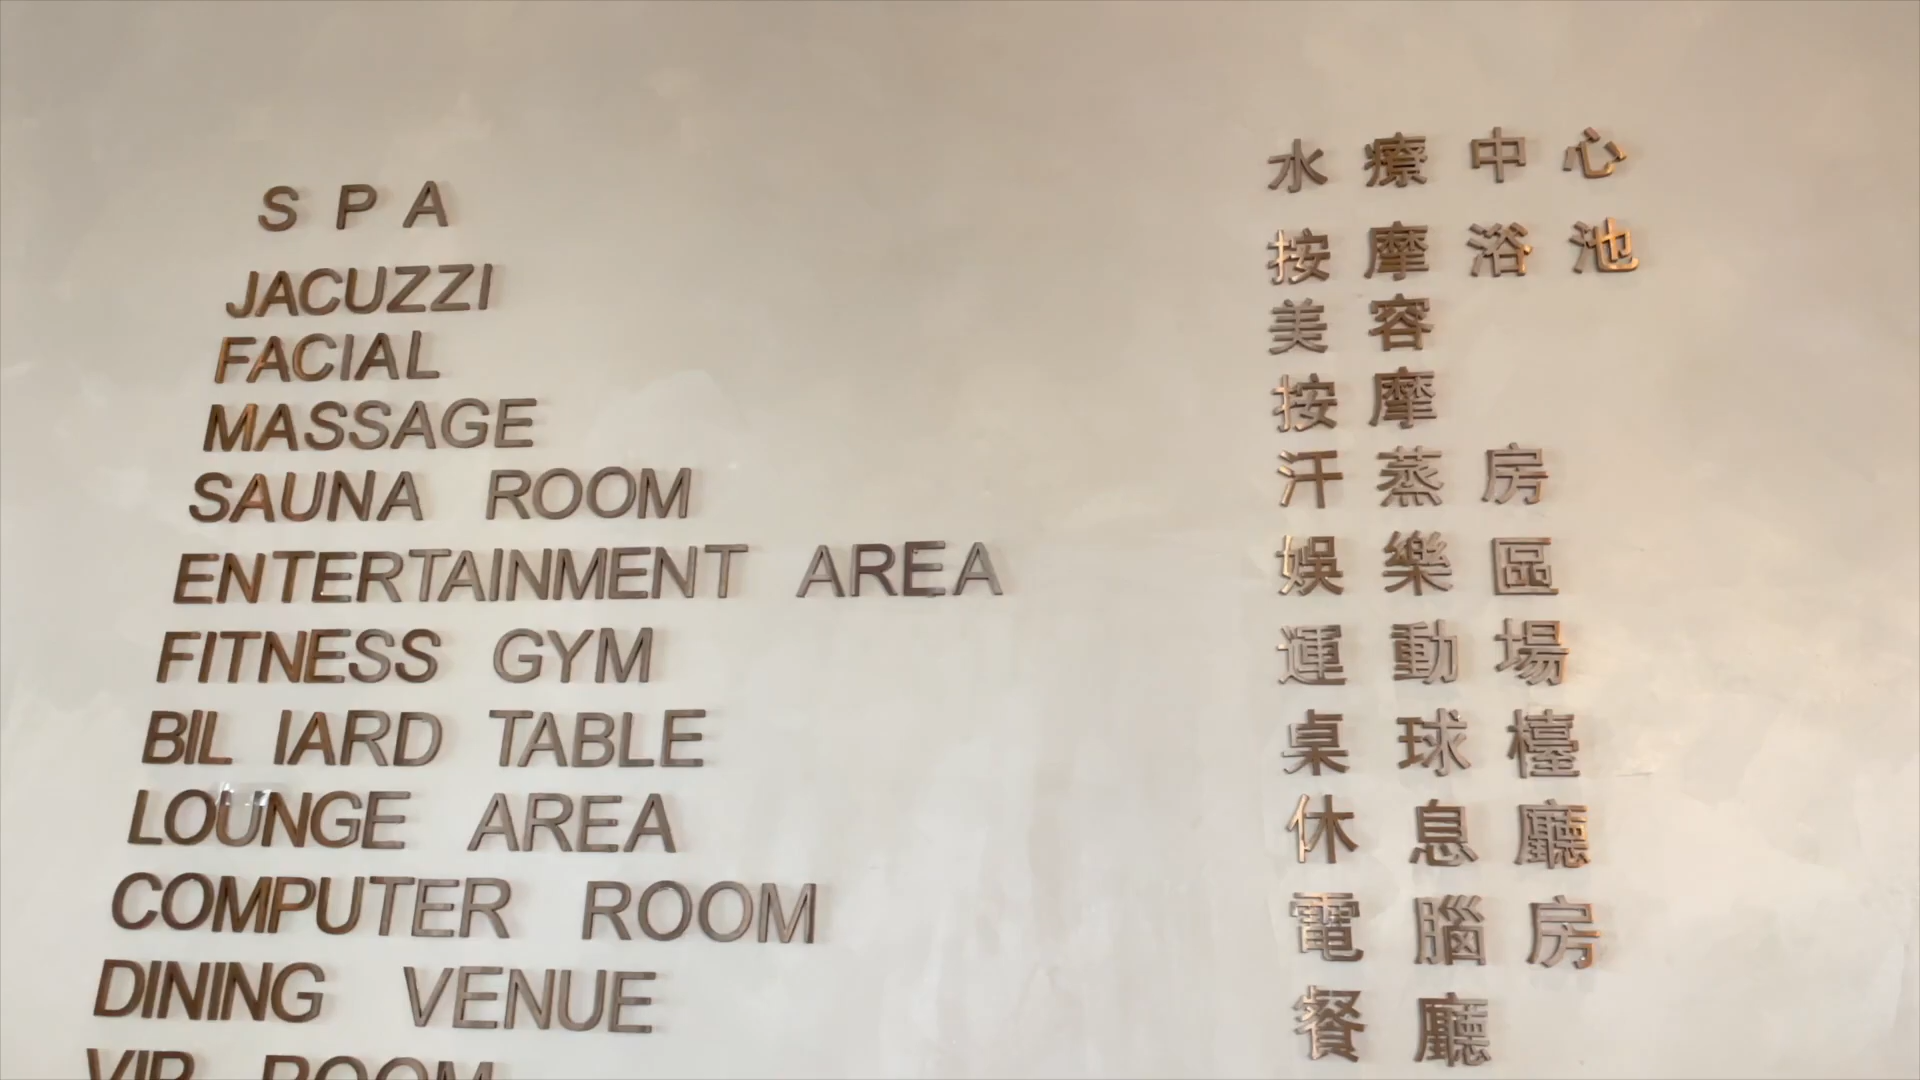 SPA
水療中心
JACUZZI
按摩浴池
FACIAL
美容
MASSAGE
按摩
SAUNA ROOM
汗蒸房
ENTERTAINMENT AREA
娛樂區
FITNESS GYM
運動場
BIL IARD TABLE
桌球檯
LOUNGE AREA
休息廳
COMPUTER ROOM
電腦房
DINING VENUE
餐廳
VIP ROOM